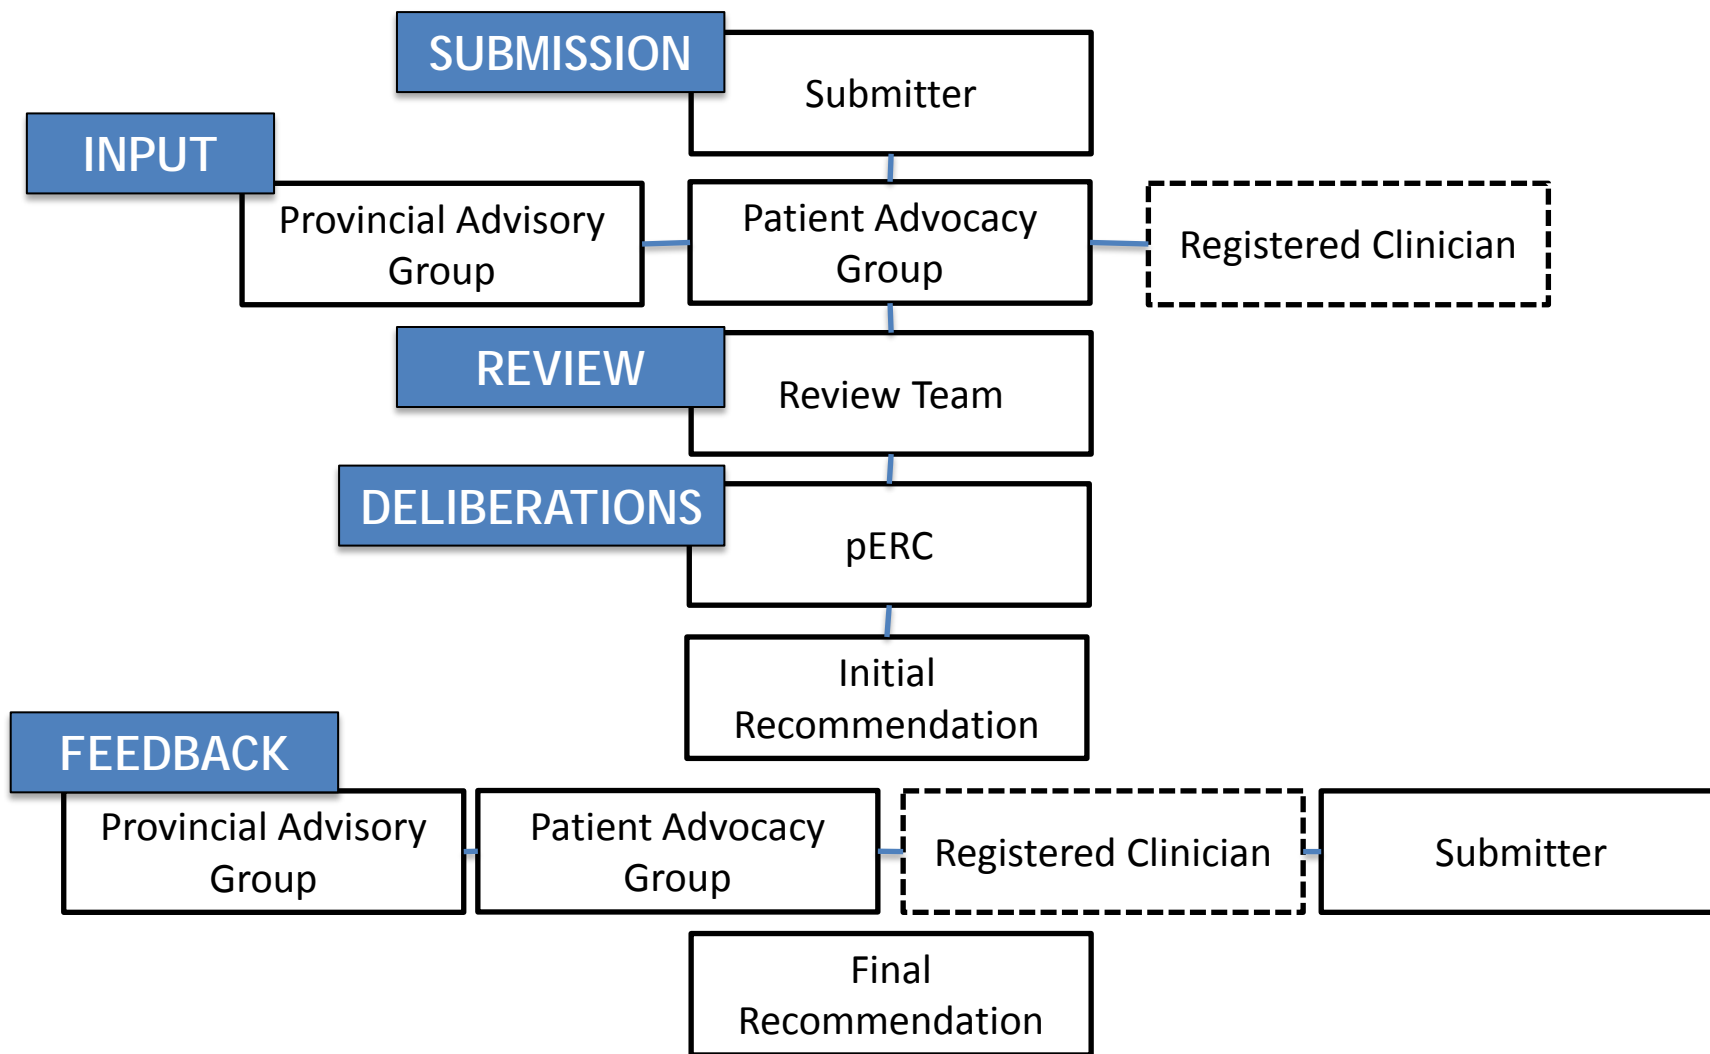 SUBMISSION
Submitter
INPUT
Provincial Advisory
Group
Patient Advocacy
Group
Registered Clinician
REVIEW
Review Team
DELIBERATIONS
pERC
Initial
Recommendation
FEEDBACK
Provincial Advisory
Group
Patient Advocacy
Group
Registered Clinician
Submitter
Final
Recommendation